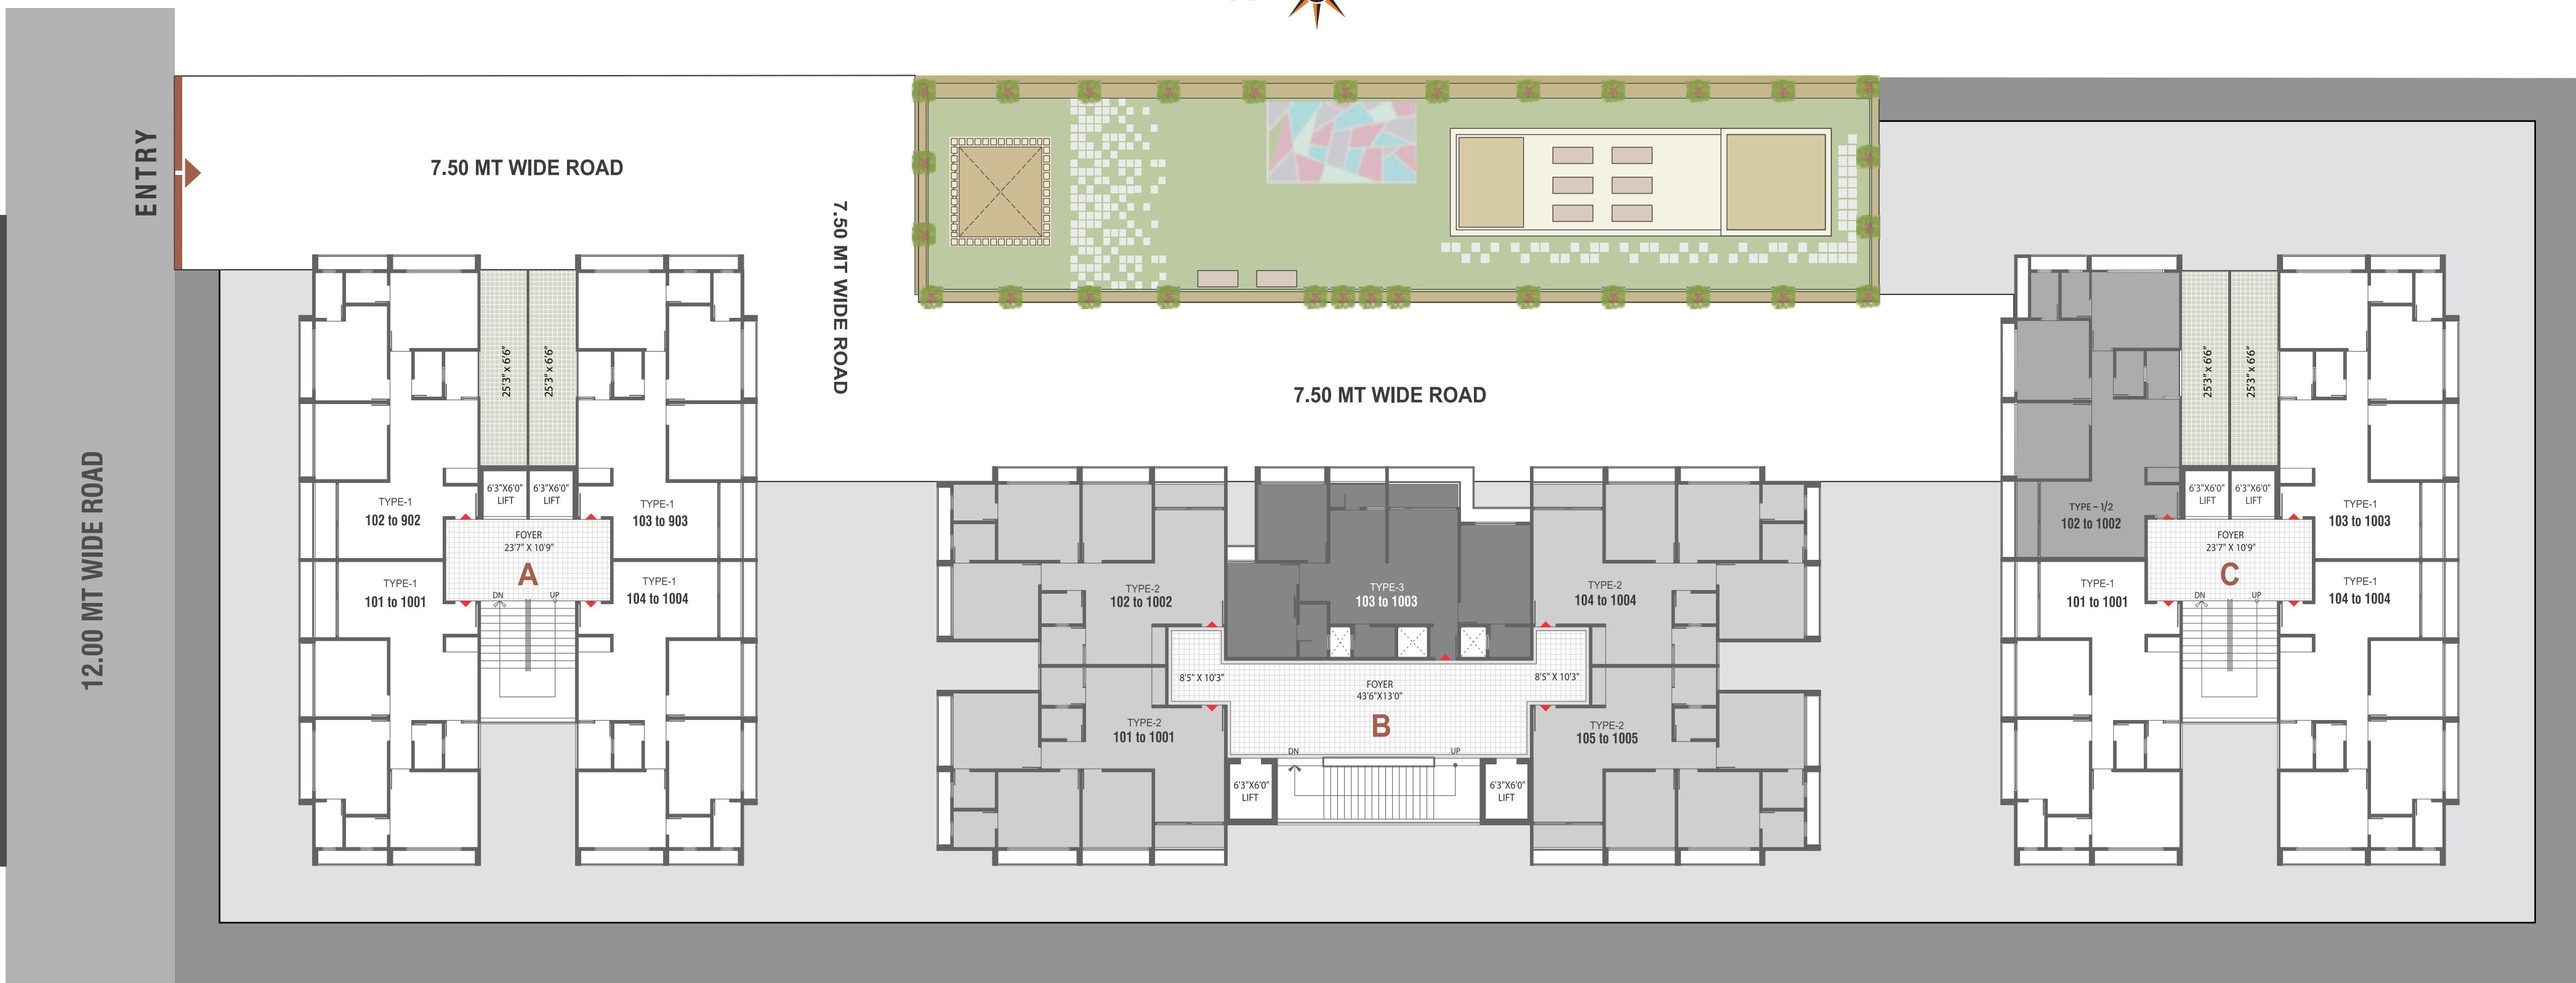 ENTRY
12.00 MT WIDE ROAD
7.50 MT WIDE ROAD
7.50 MT WIDE ROAD
7.50 MT WIDE ROAD
25'3" x 6'6"
25'3" x 6'6"
6'3"X6'0"
LIFT
6'3"X6'0"
LIFT
TYPE-1
102 to 902
TYPE-1
103 to 903
FOYER
23'7" X 10'9"
A
DN
UP
TYPE-1
101 to 1001
TYPE-1
104 to 1004
TYPE-2
102 to 1002
TYPE-3
103 to 1003
TYPE-2
104 to 1004
8'5" X 10'3"
FOYER
43'6"X13'0"
8'5" X 10'3"
B
TYPE-2
101 to 1001
TYPE-2
105 to 1005
DN
UP
6'3"X6'0"
LIFT
6'3"X6'0"
LIFT
25'3" x 6'6"
25'3" x 6'6"
6'3"X6'0"
LIFT
6'3"X6'0"
LIFT
TYPE - 1/2
102 to 1002
TYPE-1
103 to 1003
FOYER
23'7" X 10'9"
C
DN
UP
TYPE-1
101 to 1001
TYPE-1
104 to 1004